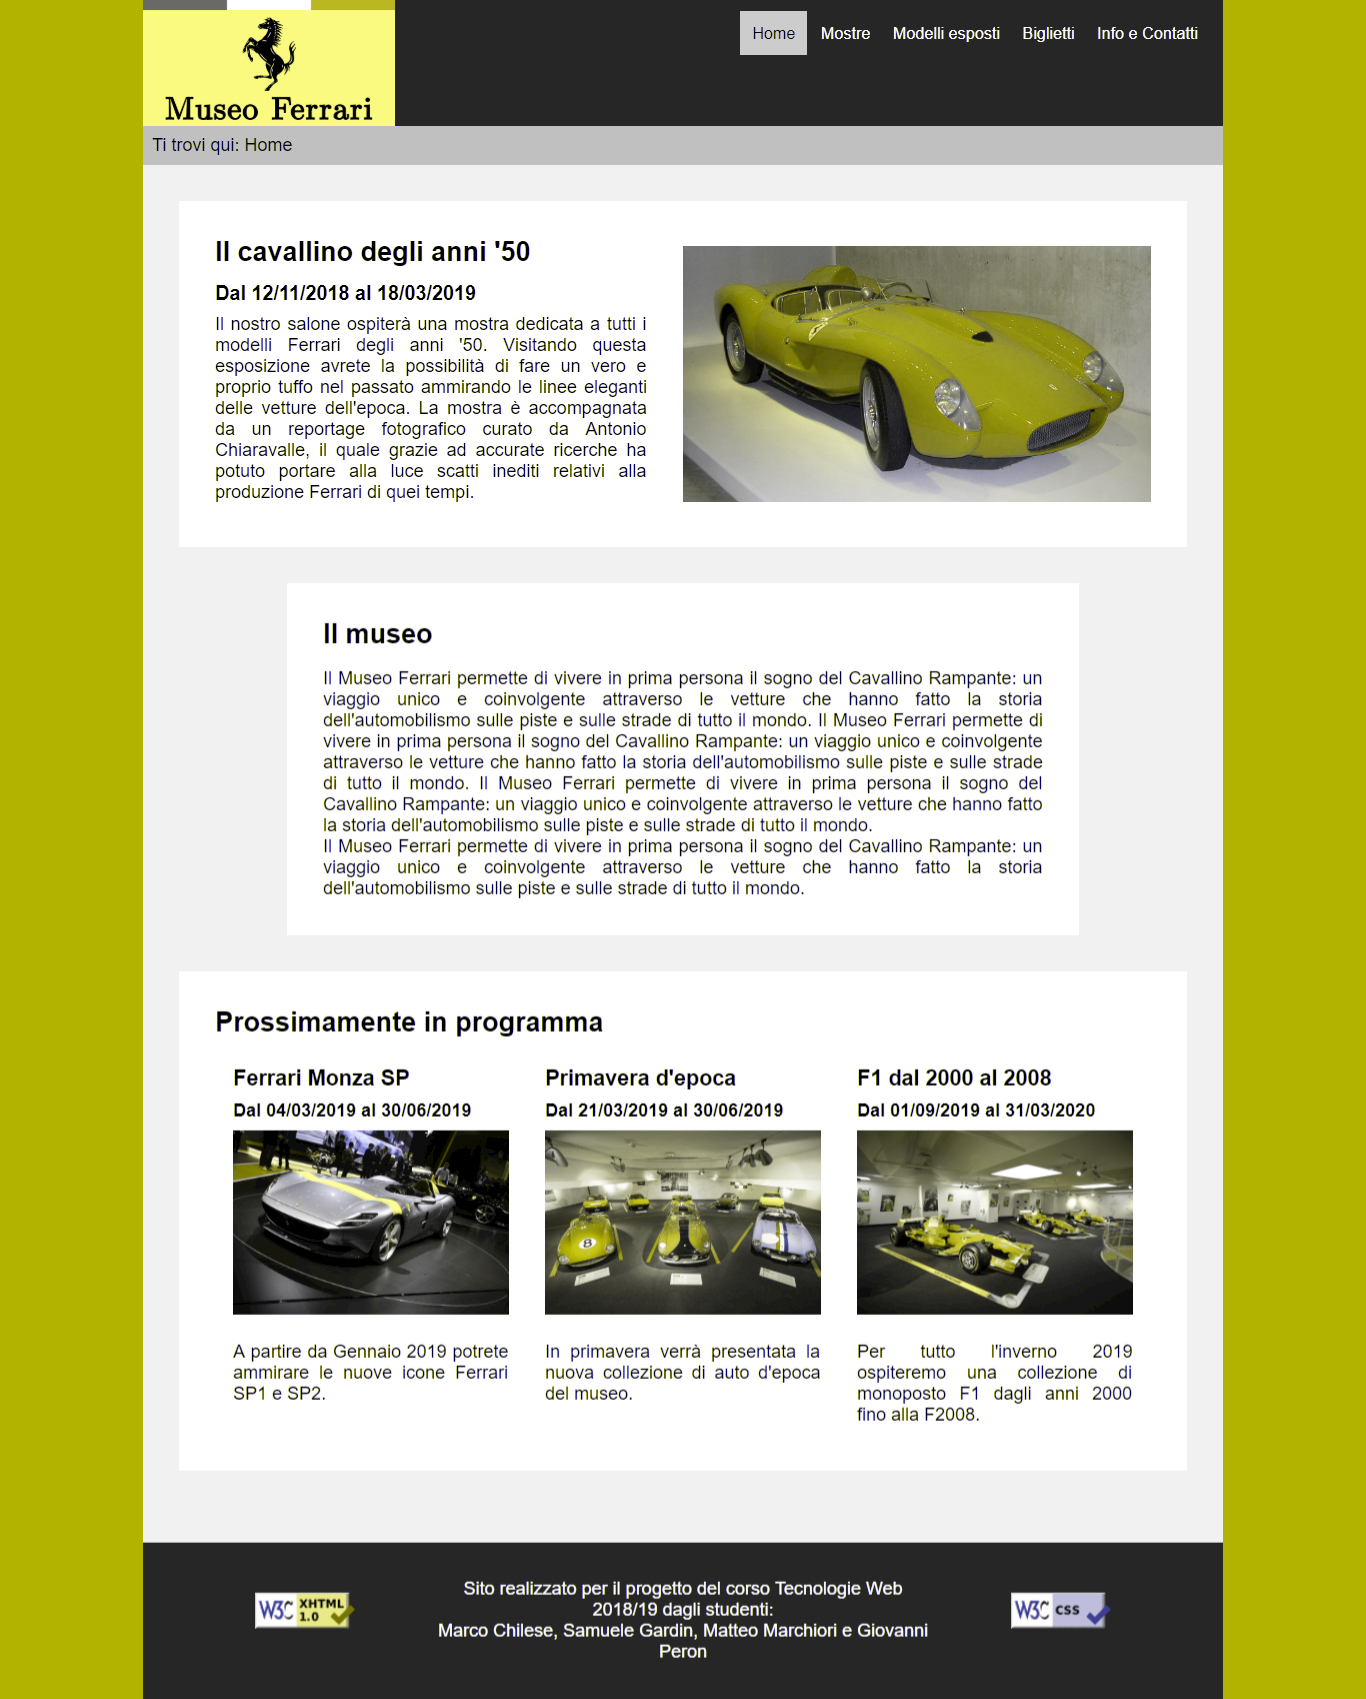 Museo Ferrari
Home Mostre Modelli esposti Biglietti Info e Contatti
Ti trovi qui: Home
Il cavallino degli anni '50
Dal 12/11/2018 al 18/03/2019
Il nostro salone ospiterà una mostra dedicata a tutti i
modelli Ferrari degli anni '50. Visitando questa
esposizione avrete la possibilità di fare un vero e
proprio tuffo nel passato ammirando le linee eleganti
delle vetture dell'epoca. La mostra è accompagnata
da un reportage fotografico curato da Antonio
Chiaravalle, il quale grazie ad accurate ricerche ha
potuto portare alla luce scatti inediti relativi alla
produzione Ferrari di quei tempi.
Il museo
Il Museo Ferrari permette di vivere in prima persona il sogno del Cavallino Rampante: un
viaggio unico e coinvolgente attraverso le vetture che hanno fatto la storia
dell'automobilismo sulle piste e sulle strade di tutto il mondo. Il Museo Ferrari permette di
vivere in prima persona il sogno del Cavallino Rampante: un viaggio unico e coinvolgente
attraverso le vetture che hanno fatto la storia dell'automobilismo sulle piste e sulle strade
di tutto il mondo. Il Museo Ferrari permette di vivere in prima persona il sogno del
Cavallino Rampante: un viaggio unico e coinvolgente attraverso le vetture che hanno fatto
la storia dell'automobilismo sulle piste e sulle strade di tutto il mondo.
Il Museo Ferrari permette di vivere in prima persona il sogno del Cavallino Rampante: un
viaggio unico e coinvolgente attraverso le vetture che hanno fatto la storia
dell'automobilismo sulle piste e sulle strade di tutto il mondo.
Prossimamente in programma
Ferrari Monza SP
Dal 04/03/2019 al 30/06/2019
A partire da Gennaio 2019 potrete
ammirare le nuove icone Ferrari
SP1 e SP2.
Primavera d'epoca
Dal 21/03/2019 al 30/06/2019
8
In primavera verrà presentata la
nuova collezione di auto d'epoca
del museo.
F1 dal 2000 al 2008
Dal 01/09/2019 al 31/03/2020
Per tutto l'inverno 2019
ospiteremo una collezione di
monoposto F1 dagli anni 2000
fino alla F2008.
W3C XHTML
1.0
Sito realizzato per il progetto del corso Tecnologie Web
2018/19 dagli studenti:
Marco Chilese, Samuele Gardin, Matteo Marchiori e Giovanni
Peron
W3C CSS